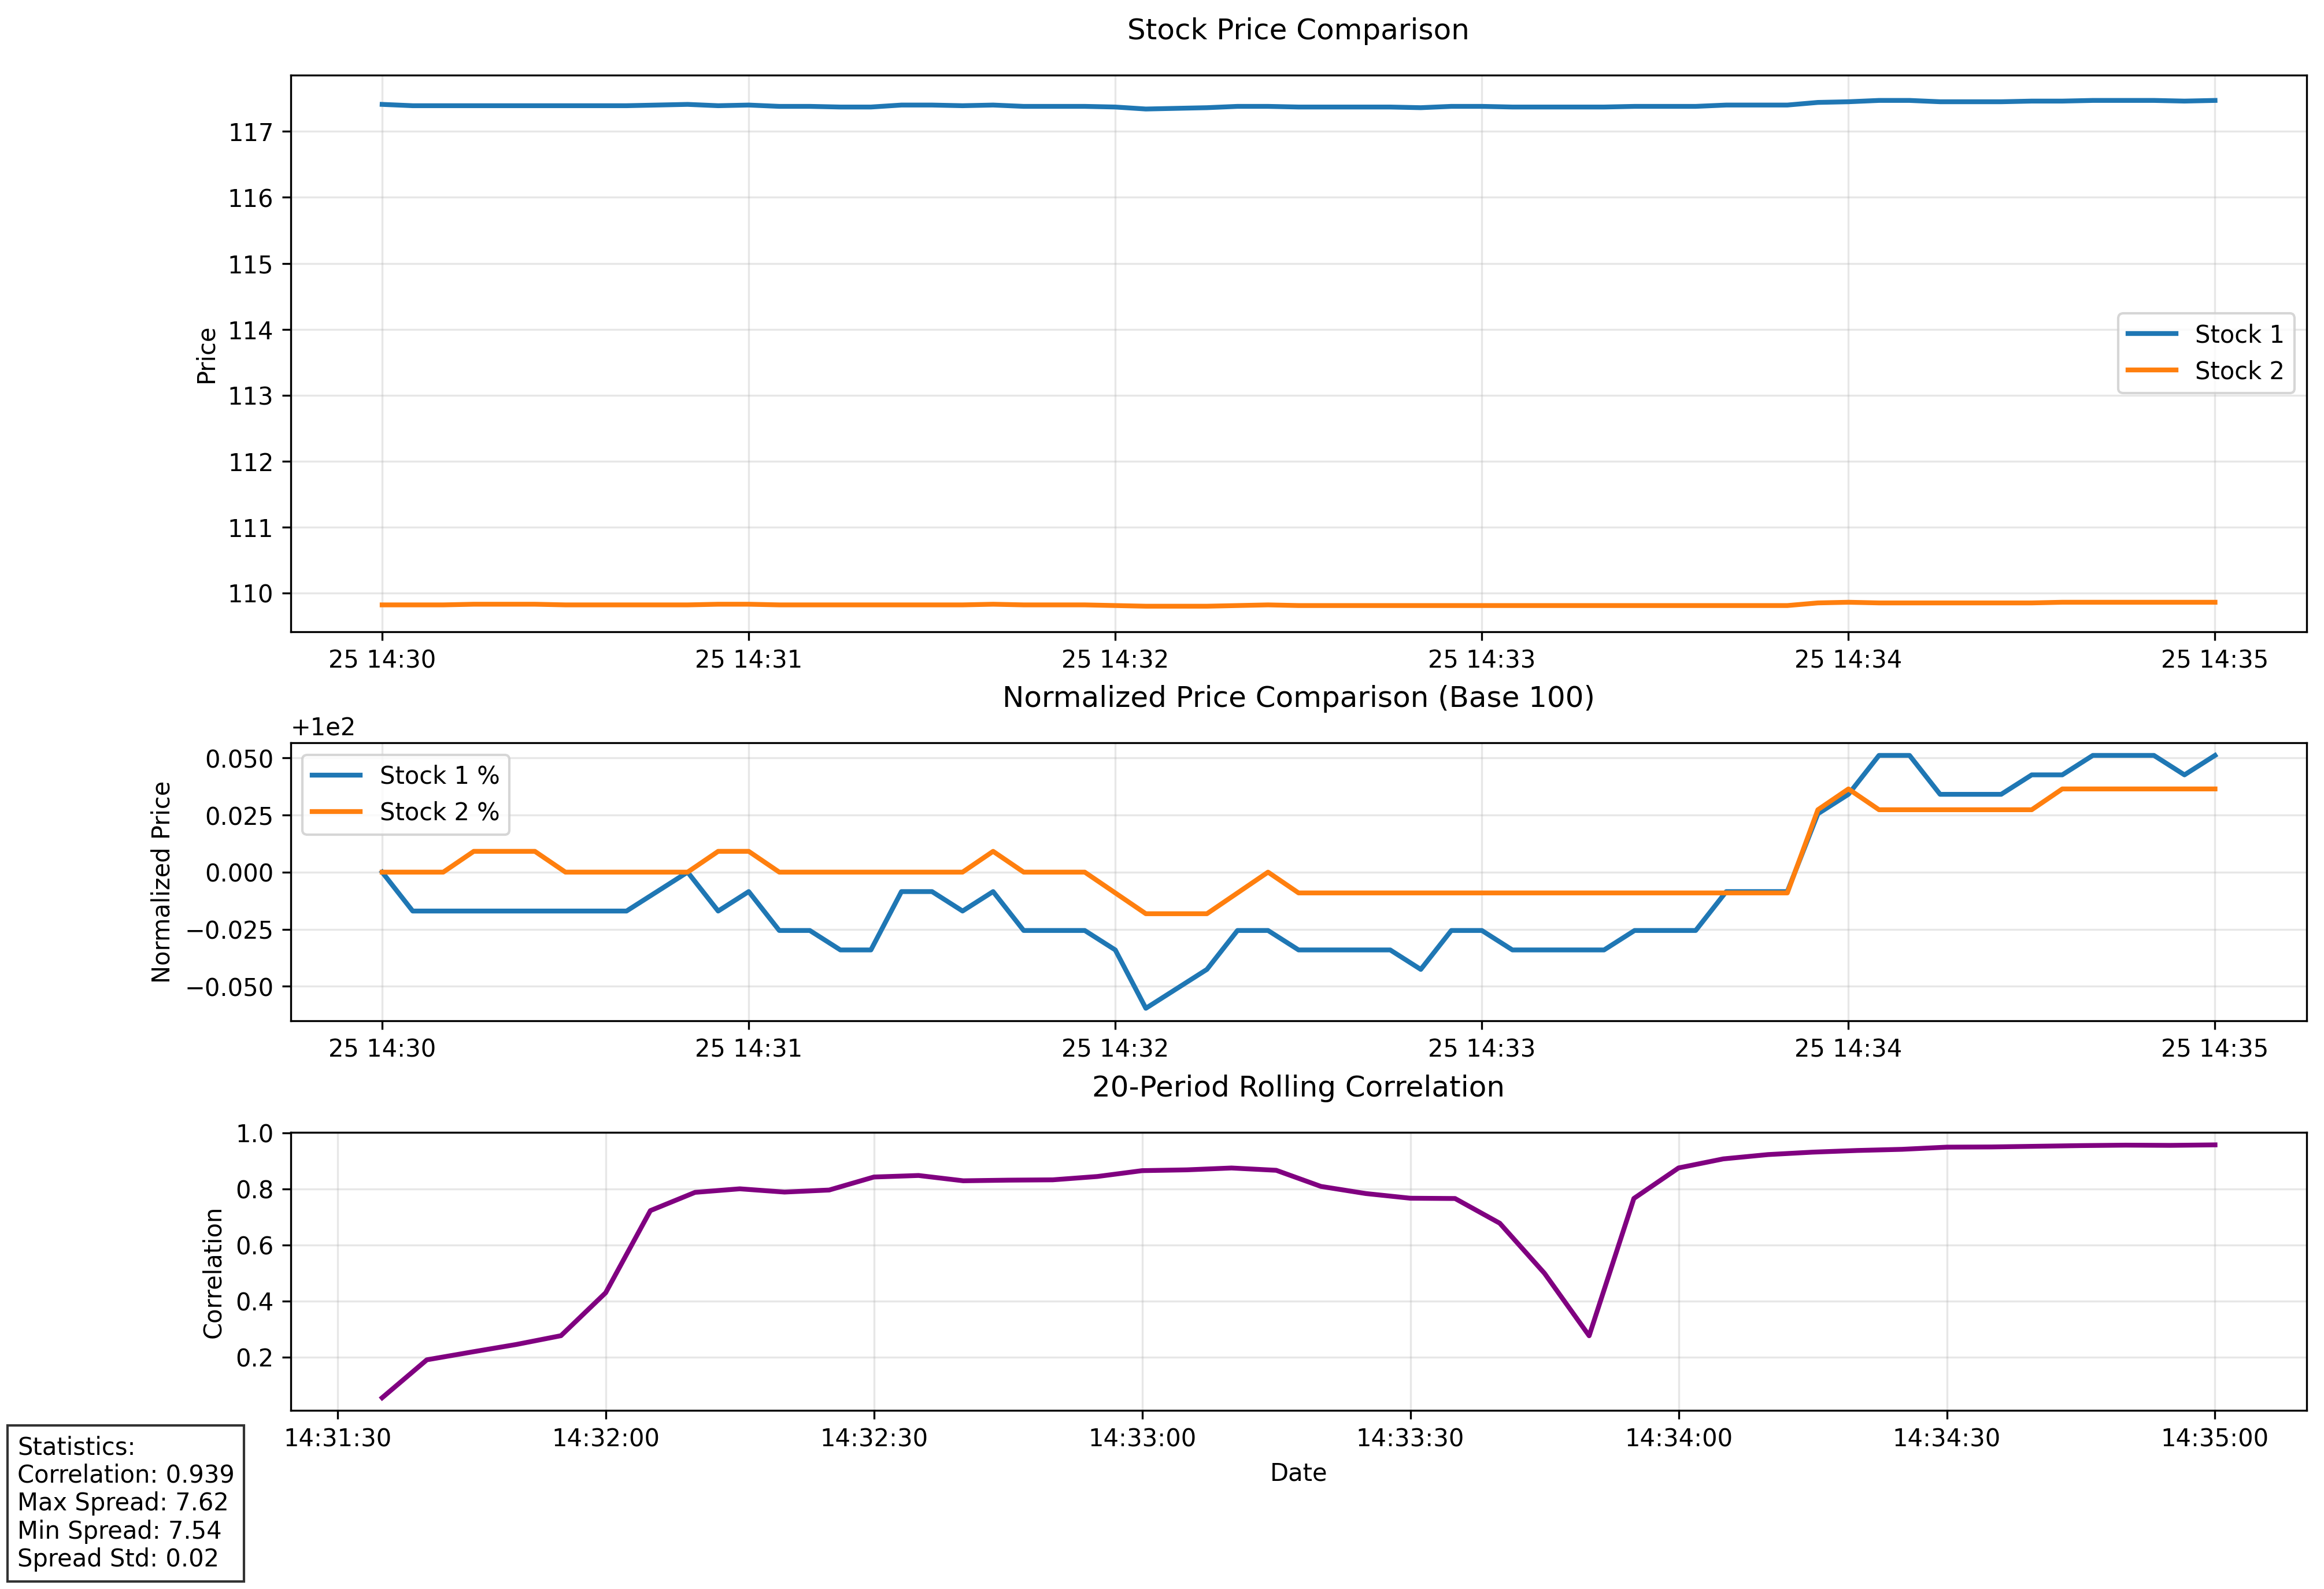 Stock Price Comparison
Price
117
116
115
114
113
112
111
110
Stock 1
Stock 2
25 14:30 25 14:31 25 14:32 25 14:33 25 14:34 25 14:35
Normalized Price Comparison (Base 100)
+1e2
Normalized Price
0.050
0.025
0.000
−0.025
−0.050
Stock 1 %
Stock 2 %
25 14:30 25 14:31 25 14:32 25 14:33 25 14:34 25 14:35
20-Period Rolling Correlation
Correlation
1.0
0.8
0.6
0.4
0.2
14:31:30 14:32:00 14:32:30 14:33:00 14:33:30 14:34:00 14:34:30 14:35:00
Date
Statistics:
Correlation: 0.939
Max Spread: 7.62
Min Spread: 7.54
Spread Std: 0.02